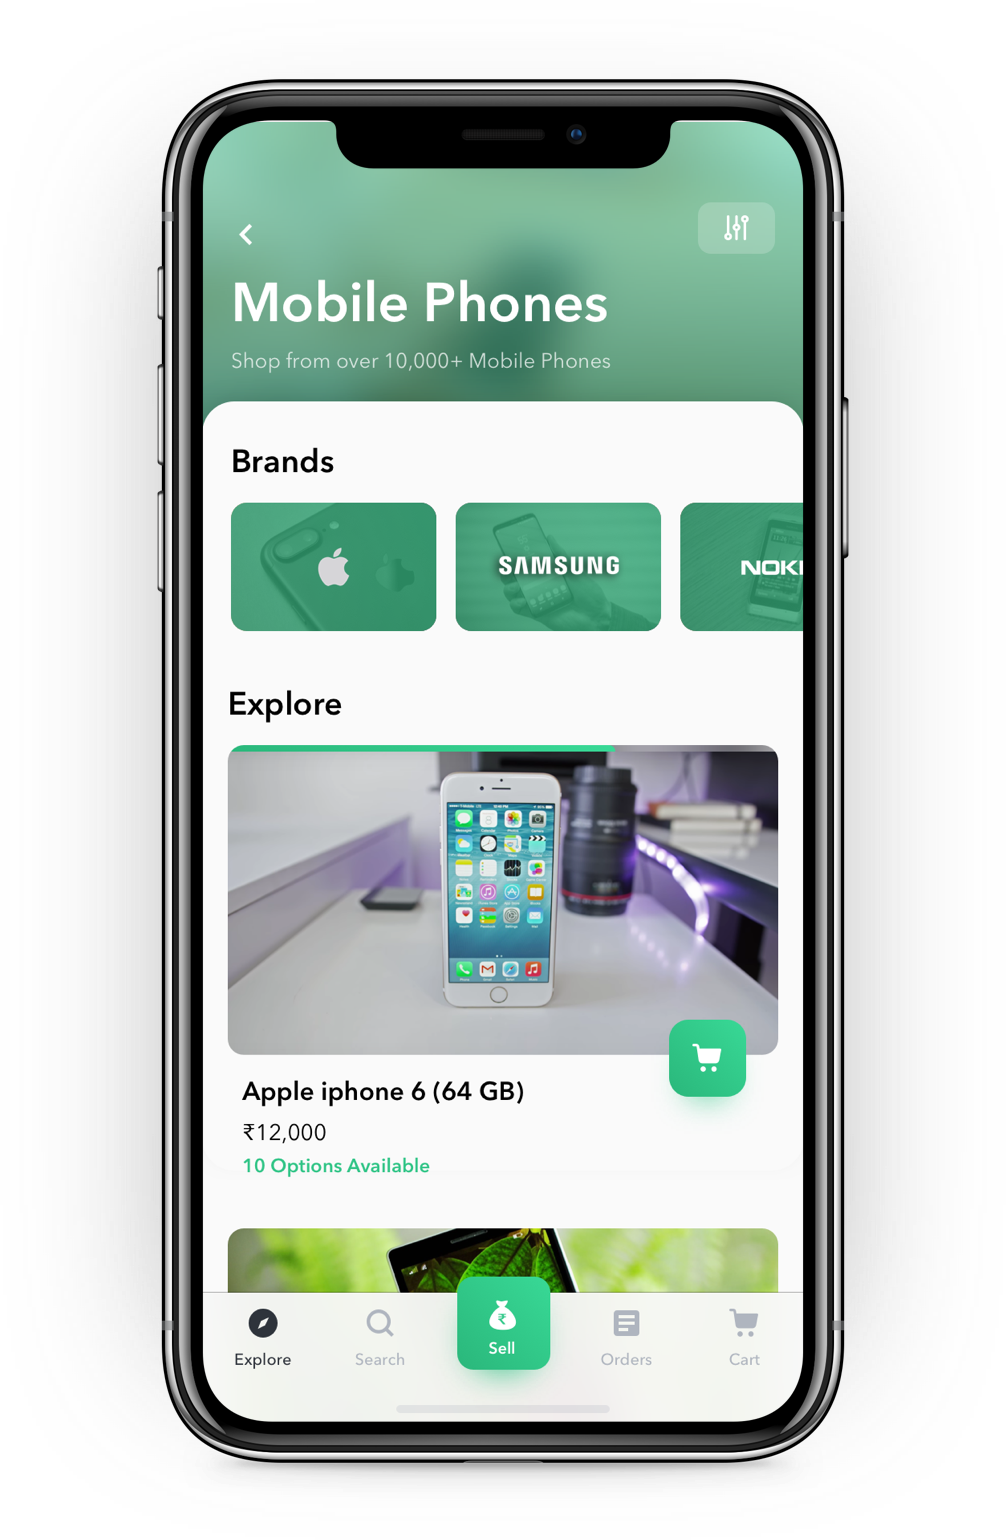 Mobile Phones
Shop from over 10,000+ Mobile Phones
Brands
SAMSUNG
NOKI
Explore
Apple iphone 6 (64 GB)
₹12,000
10 Options Available
₹
Sell
Explore
Search
Orders
Cart